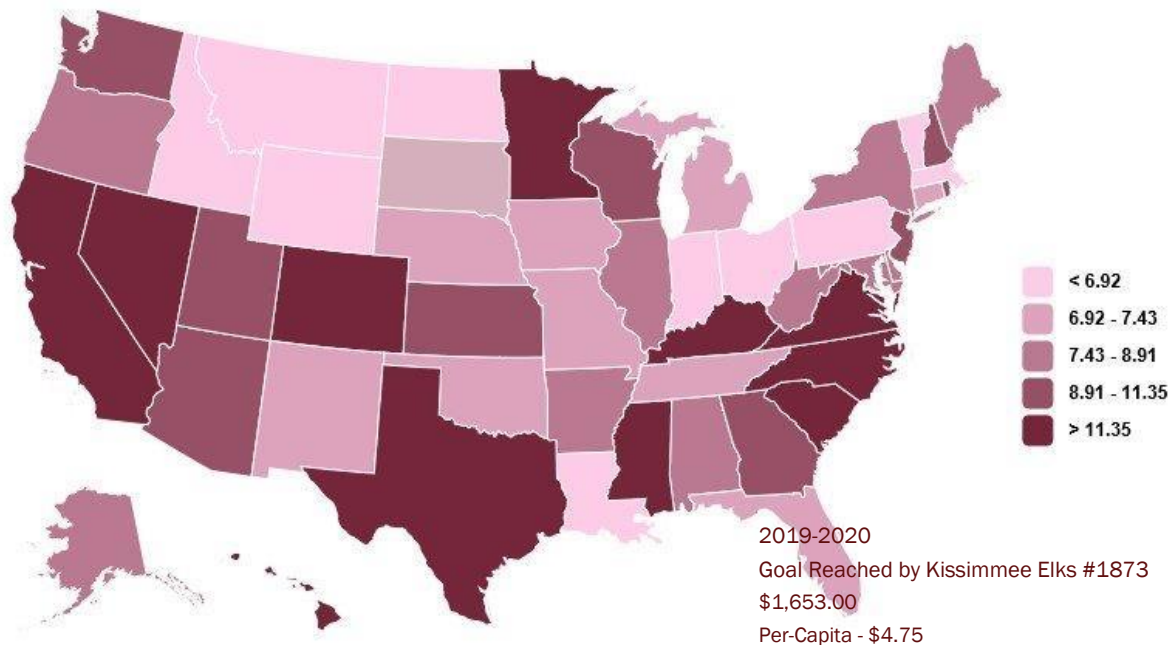 < 6.92
6.92 - 7.43
7.43 - 8.91
8.91 - 11.35
> 11.35
2019-2020
Goal Reached by Kissimmee Elks #1873
$1,653.00
Per-Capita - $4.75